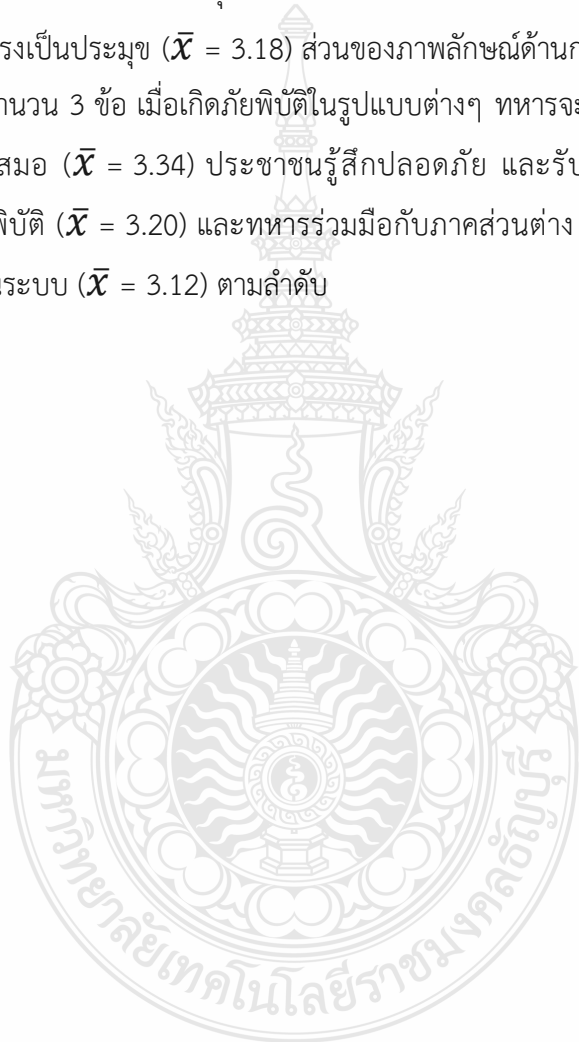 รงเป็นประมุข (x̄ = 3.18) ส่วนของภาพลักษณ์ด้าน
านวน 3 ข้อ เมื่อเกิดภัยพิบัติในรูปแบบต่างๆ ทหารจะ
สมอ (x̄ = 3.34) ประชาชนรู้สึกปลอดภัย และรับ
พิบัติ (x̄ = 3.20) และทหารร่วมมือกับภาคส่วนต่าง
ระบบ (x̄ = 3.12) ตามลำดับ
มหาวิทยาลัยเทคโนโลยีราชมงคลธัญบุรี